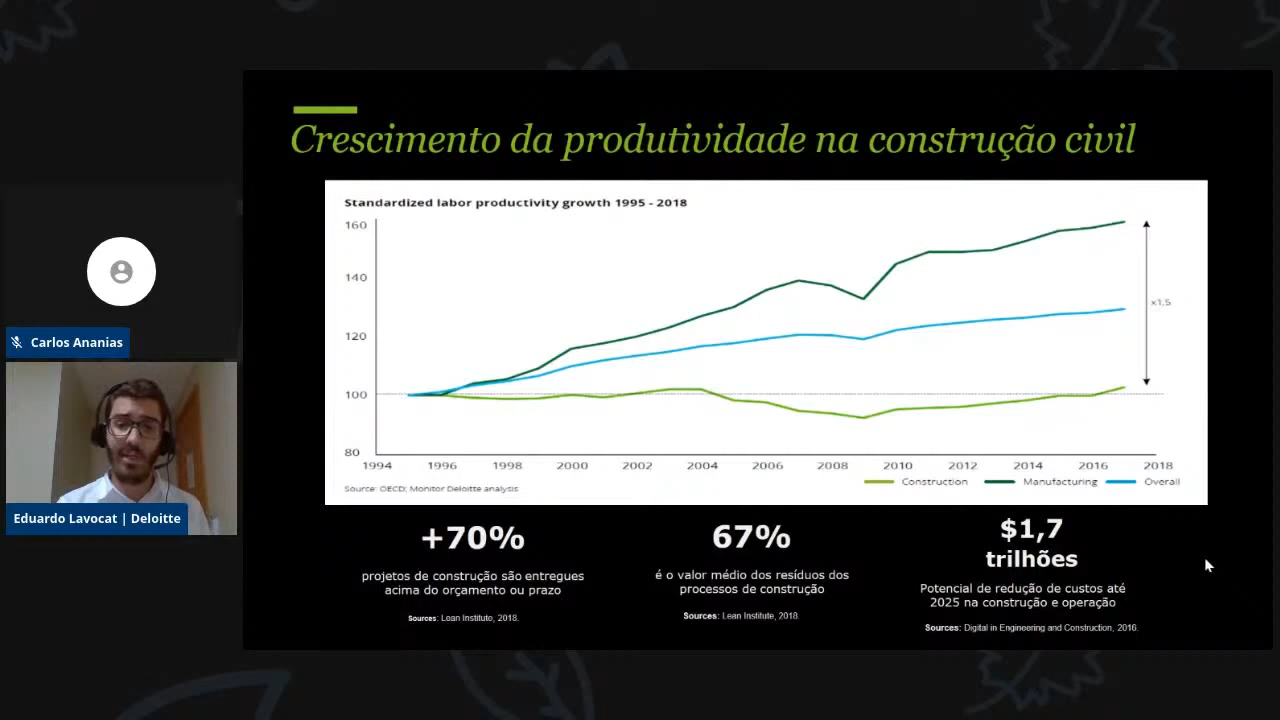 Crescimento da produtividade na construção civil
Standardized labor productivity growth 1995 - 2018
160
140
120
100
80
x1,5
1994 1996 1998 2000 2002 2004 2006 2008 2010 2012 2014 2016 2018
Construction Manufacturing Overall
Source: OECD; Monitor Deloitte analysis
Carlos Ananias
Eduardo Lavocat | Deloitte
+70%
projetos de construção são entregues
acima do orçamento ou prazo
Sources: Lean Instituto, 2018.
67%
é o valor médio dos resíduos dos
processos de construção
Sources: Lean Institute, 2018.
$1,7
trilhões
Potencial de redução de custos até
2025 na construção e operação
Sources: Digital in Engineering and Construction, 2016.